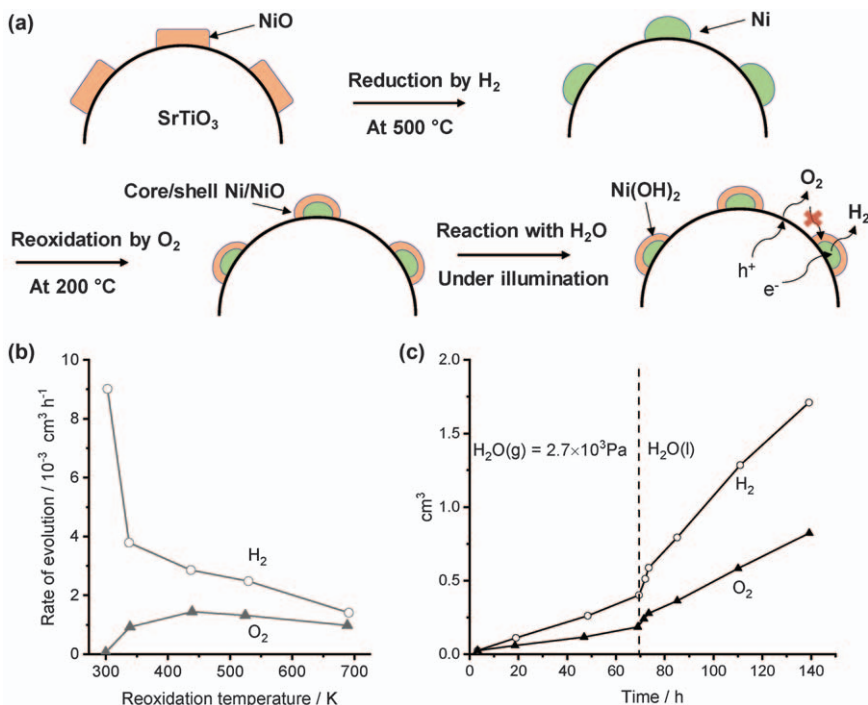 (a)
NiO
SrTiO₃
Reduction by H₂
At 500 °C
Ni
Reoxidation by O₂
At 200 °C
Core/shell Ni/NiO
Reaction with H₂O
Under illumination
Ni(OH)₂
O₂
H₂
h⁺
e⁻
(b)
Rate of evolution / 10⁻³ cm³ h⁻¹
10
8
6
4
2
0
H₂
O₂
300 400 500 600 700
Reoxidation temperature / K
(c)
cm³
2.0
1.5
1.0
0.5
0.0
H₂O(g) = 2.7×10³Pa
H₂O(l)
H₂
O₂
0 20 40 60 80 100 120 140
Time / h